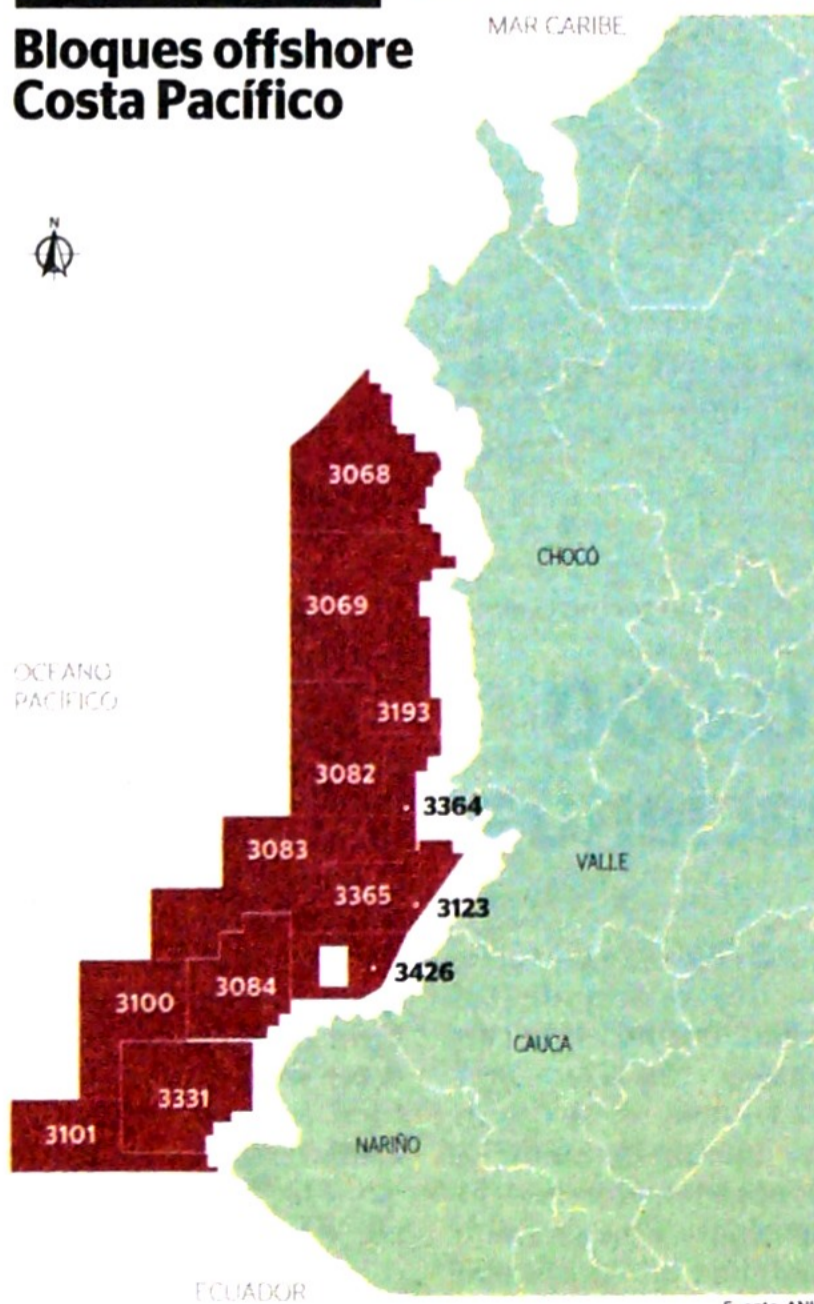 Bloques offshore
Costa Pacífico
MAR CARIBE
N
3068
CHOCÓ
3069
OCEANO
PACÍFICO
3193
3082
3364
3083
VALLE
3365
3123
3426
3084
3100
CAUCA
3331
3101
NARIÑO
ECUADOR